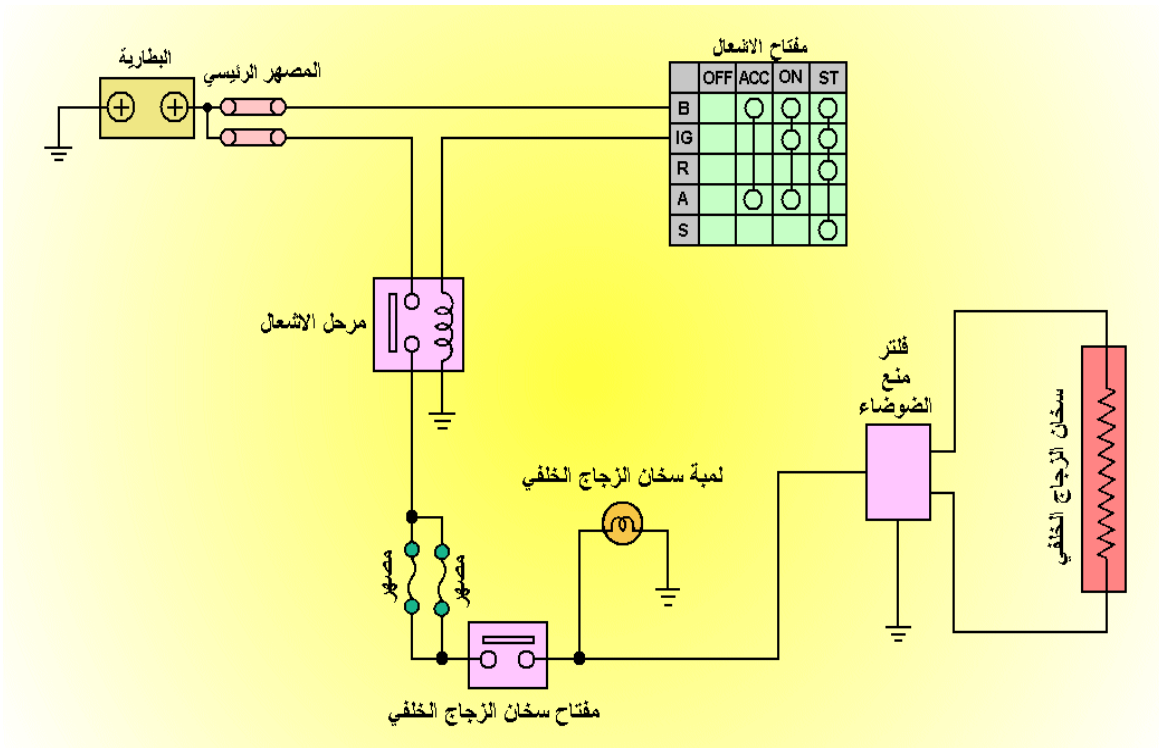 البطارية
المصهر الرئيسي
مفتاح الاشعال
OFF ACC ON ST
B
IG
R
A
S
مرحل الاشعال
فلتر
منع
الضوضاء
سخان الزجاج الخلفي
لمبة سخان الزجاج الخلفي
مصهر
مصهر
مفتاح سخان الزجاج الخلفي